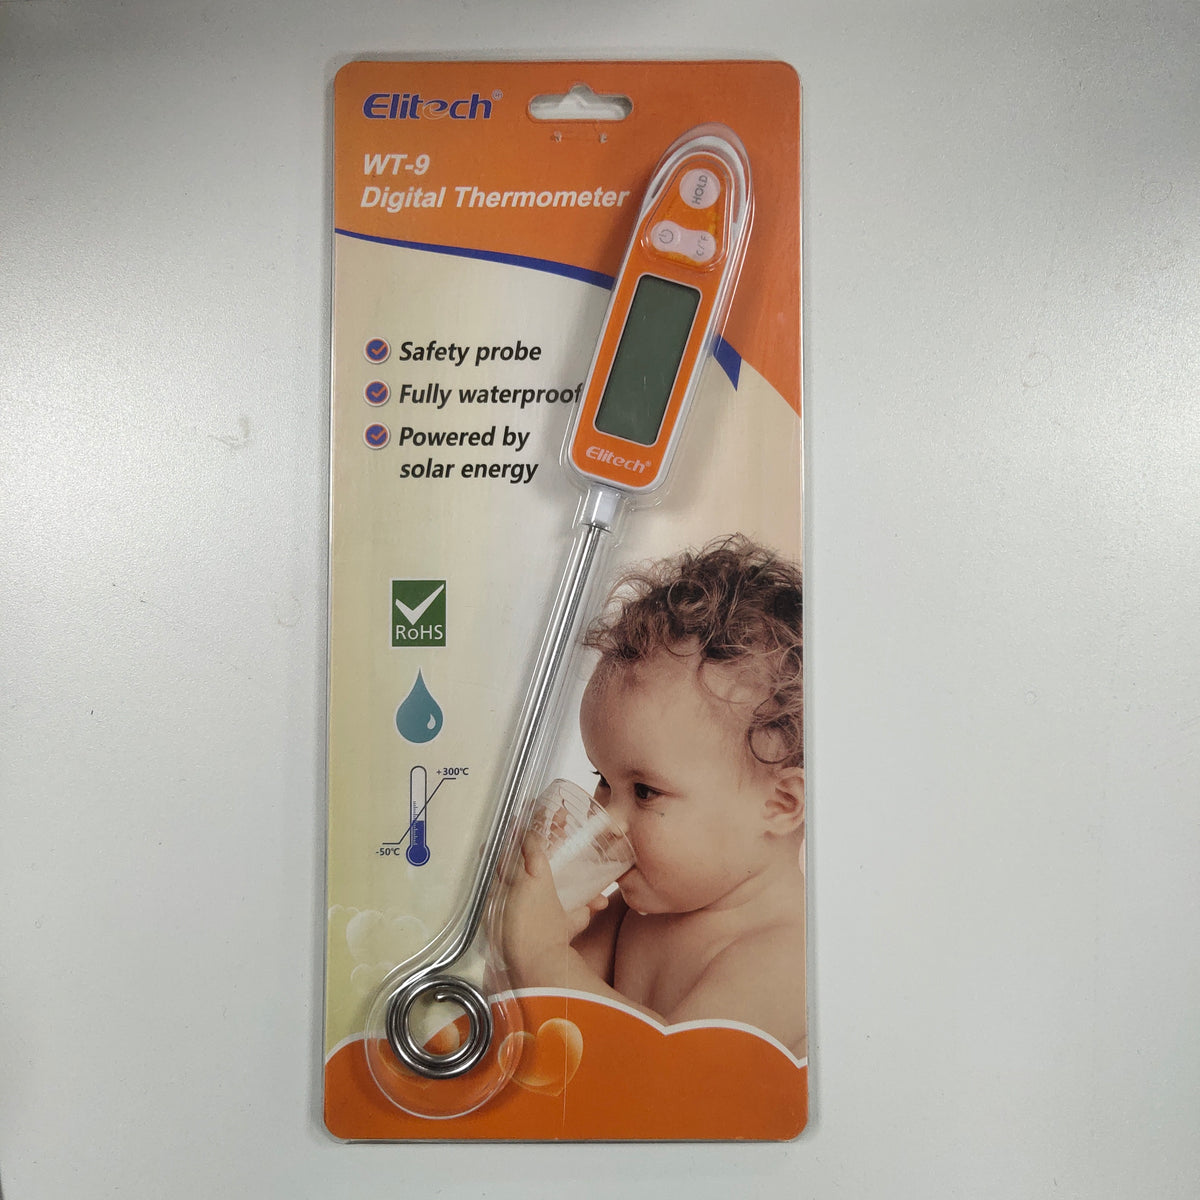 Elitech®
WT-9
Digital Thermometer
HOLD
°C/°F
Elitech®
Safety probe
Fully waterproof
Powered by
solar energy
RoHS
+300℃
-50℃